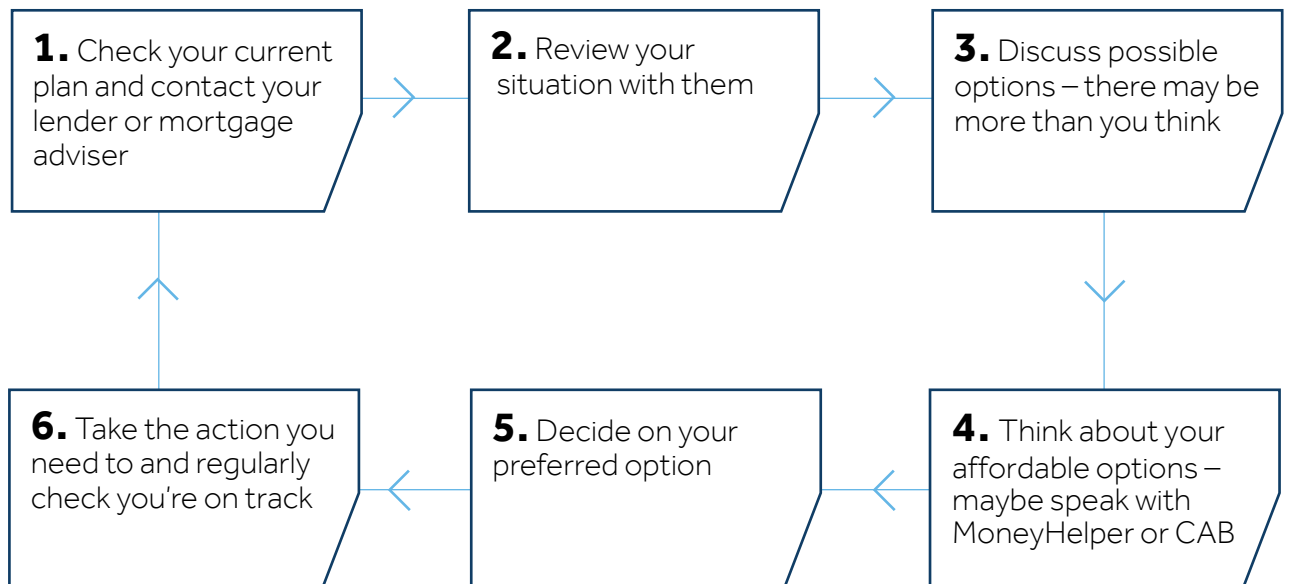 1. Check your current
plan and contact your
lender or mortgage
adviser
2. Review your
situation with them
3. Discuss possible
options – there may be
more than you think
4. Think about your
affordable options –
maybe speak with
MoneyHelper or CAB
5. Decide on your
preferred option
6. Take the action you
need to and regularly
check you're on track